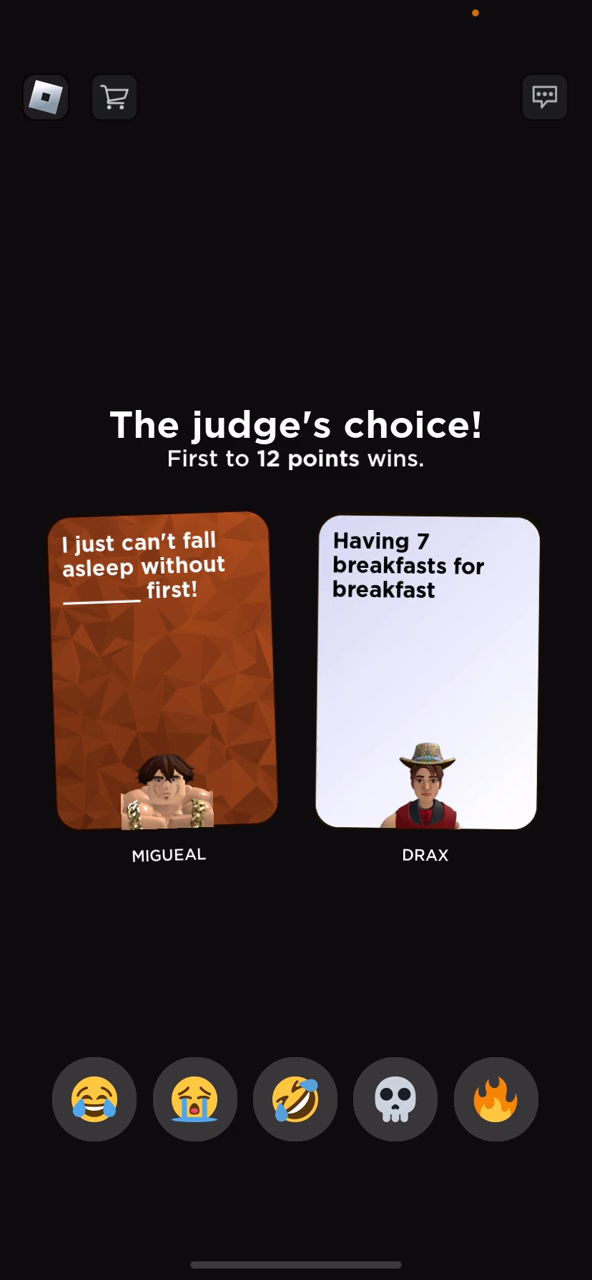 The judge's choice!
First to 12 points wins.
I just can't fall
asleep without
________ first!
Having 7
breakfasts for
breakfast
MIGUEAL
DRAX